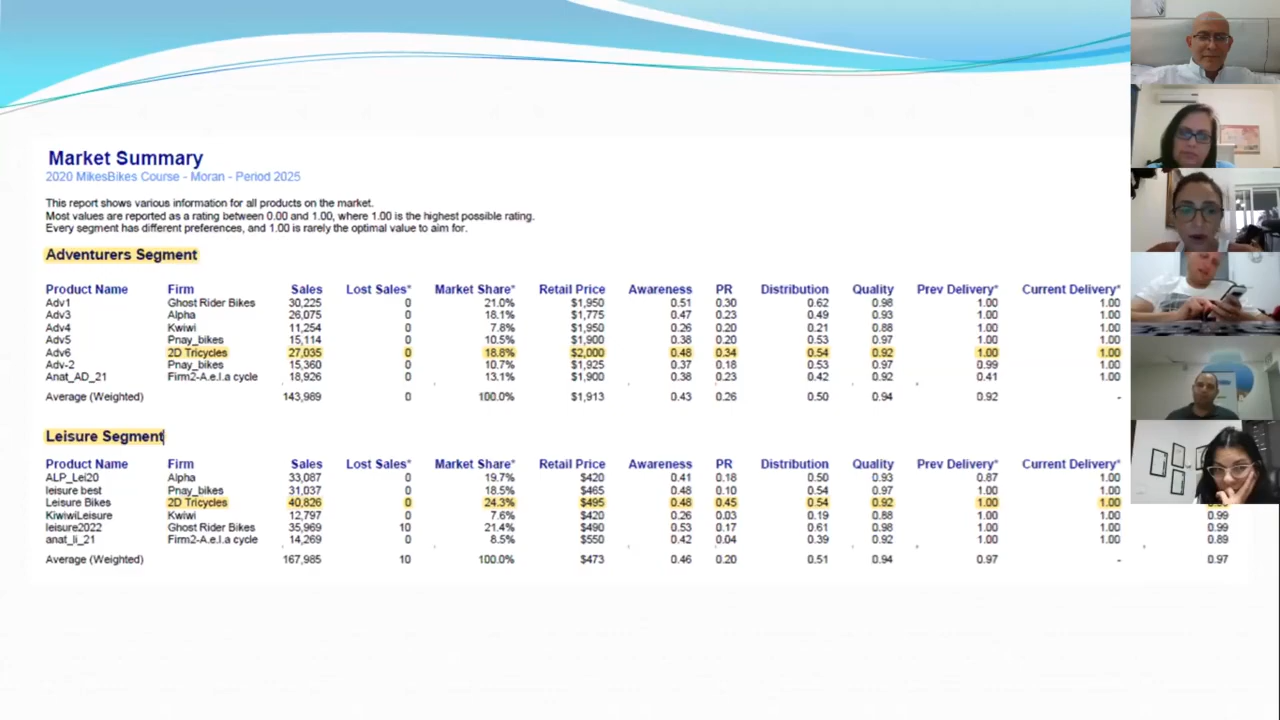 Market Summary
2020 MikesBikes Course - Moran - Period 2025
This report shows various information for all products on the market.
Most values are reported as a rating between 0.00 and 1.00, where 1.00 is the highest possible rating.
Every segment has different preferences, and 1.00 is rarely the optimal value to aim for.
Adventurers Segment
Product Name Firm Sales Lost Sales* Market Share* Retail Price Awareness PR Distribution Quality Prev Delivery* Current Delivery*
Adv1 Ghost Rider Bikes 30,225 0 21.0% $1,950 0.51 0.30 0.62 0.98 1.00 1.00
Adv3 Alpha 26,075 0 18.1% $1,775 0.47 0.23 0.49 0.93 1.00 1.00
Adv4 Kwiwi 11,254 0 7.8% $1,950 0.26 0.20 0.21 0.88 1.00 1.00
Adv5 Pnay_bikes 15,114 0 10.5% $1,900 0.38 0.20 0.53 0.97 1.00 1.00
Adv6 2D Tricycles 27,035 0 18.8% $2,000 0.48 0.34 0.54 0.92 1.00 1.00
Adv-2 Pnay_bikes 15,360 0 10.7% $1,925 0.37 0.18 0.53 0.97 0.99 1.00
Anat_AD_21 Firm2-A.e.l.a cycle 18,926 0 13.1% $1,900 0.38 0.23 0.42 0.92 0.41 1.00
Average (Weighted) 143,989 0 100.0% $1,913 0.43 0.26 0.50 0.94 0.92 -
Leisure Segment
Product Name Firm Sales Lost Sales* Market Share* Retail Price Awareness PR Distribution Quality Prev Delivery* Current Delivery*
ALP_Lei20 Alpha 33,087 0 19.7% $420 0.41 0.18 0.50 0.93 0.87 1.00
leisure best Pnay_bikes 31,037 0 18.5% $465 0.48 0.10 0.54 0.97 1.00 1.00
Leisure Bikes 2D Tricycles 40,826 0 24.3% $495 0.48 0.45 0.54 0.92 1.00 1.00
KiwiwiLeisure Kwiwi 12,797 0 7.6% $420 0.26 0.03 0.19 0.88 1.00 1.00 0.99
leisure2022 Ghost Rider Bikes 35,969 10 21.4% $490 0.53 0.17 0.61 0.98 1.00 1.00 0.99
anat_li_21 Firm2-A.e.l.a cycle 14,269 0 8.5% $550 0.42 0.04 0.39 0.92 1.00 1.00 0.89
Average (Weighted) 167,985 10 100.0% $473 0.46 0.20 0.51 0.94 0.97 - 0.97